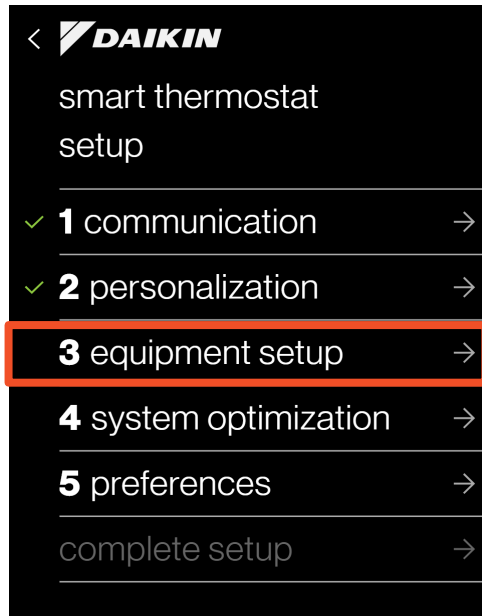 DAIKIN
smart thermostat
setup
1 communication
2 personalization
3 equipment setup
4 system optimization
5 preferences
complete setup